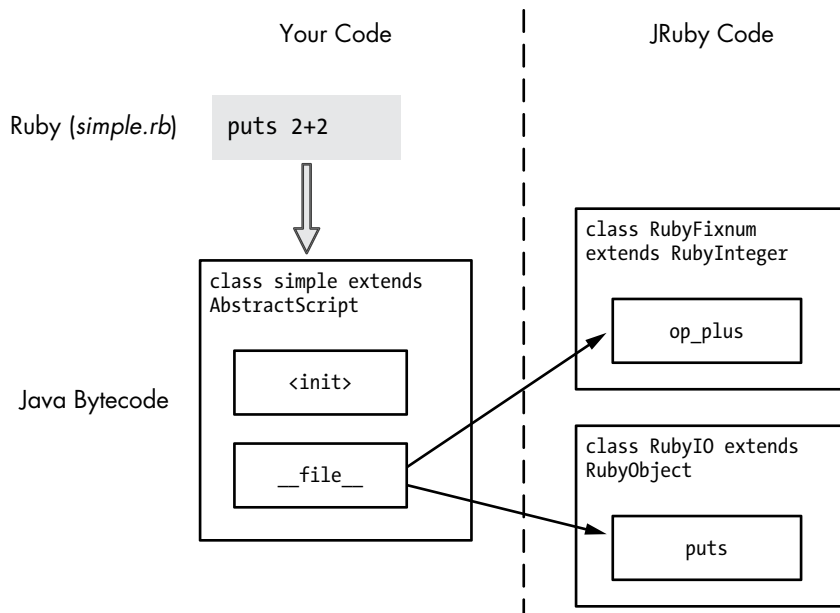 Your Code
JRuby Code
Ruby (simple.rb)
puts 2+2
class simple extends
AbstractScript
<init>
__file__
Java Bytecode
class RubyFixnum
extends RubyInteger
op_plus
class RubyIO extends
RubyObject
puts